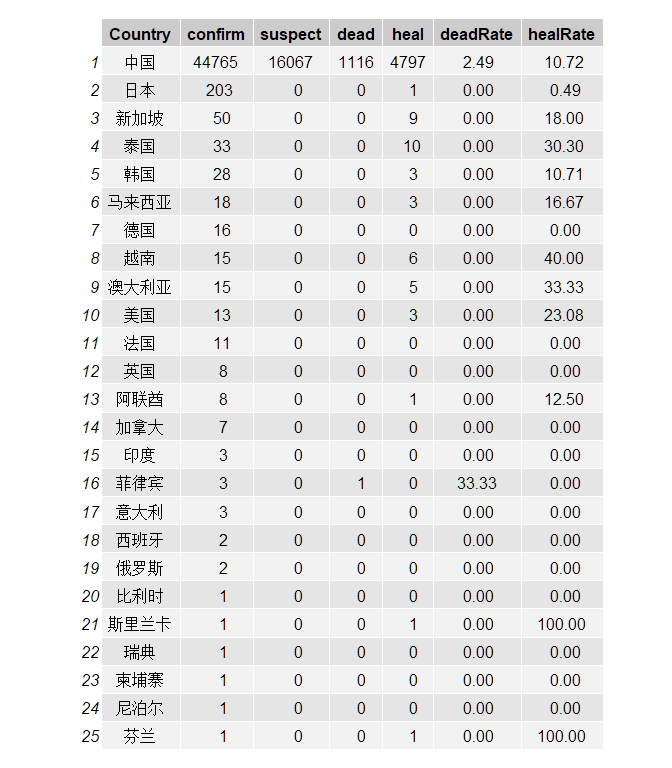 Country confirm suspect dead heal deadRate healRate
1 中国 44765 16067 1116 4797 2.49 10.72
2 日本 203 0 0 1 0.00 0.49
3 新加坡 50 0 0 9 0.00 18.00
4 泰国 33 0 0 10 0.00 30.30
5 韩国 28 0 0 3 0.00 10.71
6 马来西亚 18 0 0 3 0.00 16.67
7 德国 16 0 0 0 0.00 0.00
8 越南 15 0 0 6 0.00 40.00
9 澳大利亚 15 0 0 5 0.00 33.33
10 美国 13 0 0 3 0.00 23.08
11 法国 11 0 0 0 0.00 0.00
12 英国 8 0 0 0 0.00 0.00
13 阿联酋 8 0 0 1 0.00 12.50
14 加拿大 7 0 0 0 0.00 0.00
15 印度 3 0 0 0 0.00 0.00
16 菲律宾 3 0 1 0 33.33 0.00
17 意大利 3 0 0 0 0.00 0.00
18 西班牙 2 0 0 0 0.00 0.00
19 俄罗斯 2 0 0 0 0.00 0.00
20 比利时 1 0 0 0 0.00 0.00
21 斯里兰卡 1 0 0 1 0.00 100.00
22 瑞典 1 0 0 0 0.00 0.00
23 柬埔寨 1 0 0 0 0.00 0.00
24 尼泊尔 1 0 0 0 0.00 0.00
25 芬兰 1 0 0 1 0.00 100.00